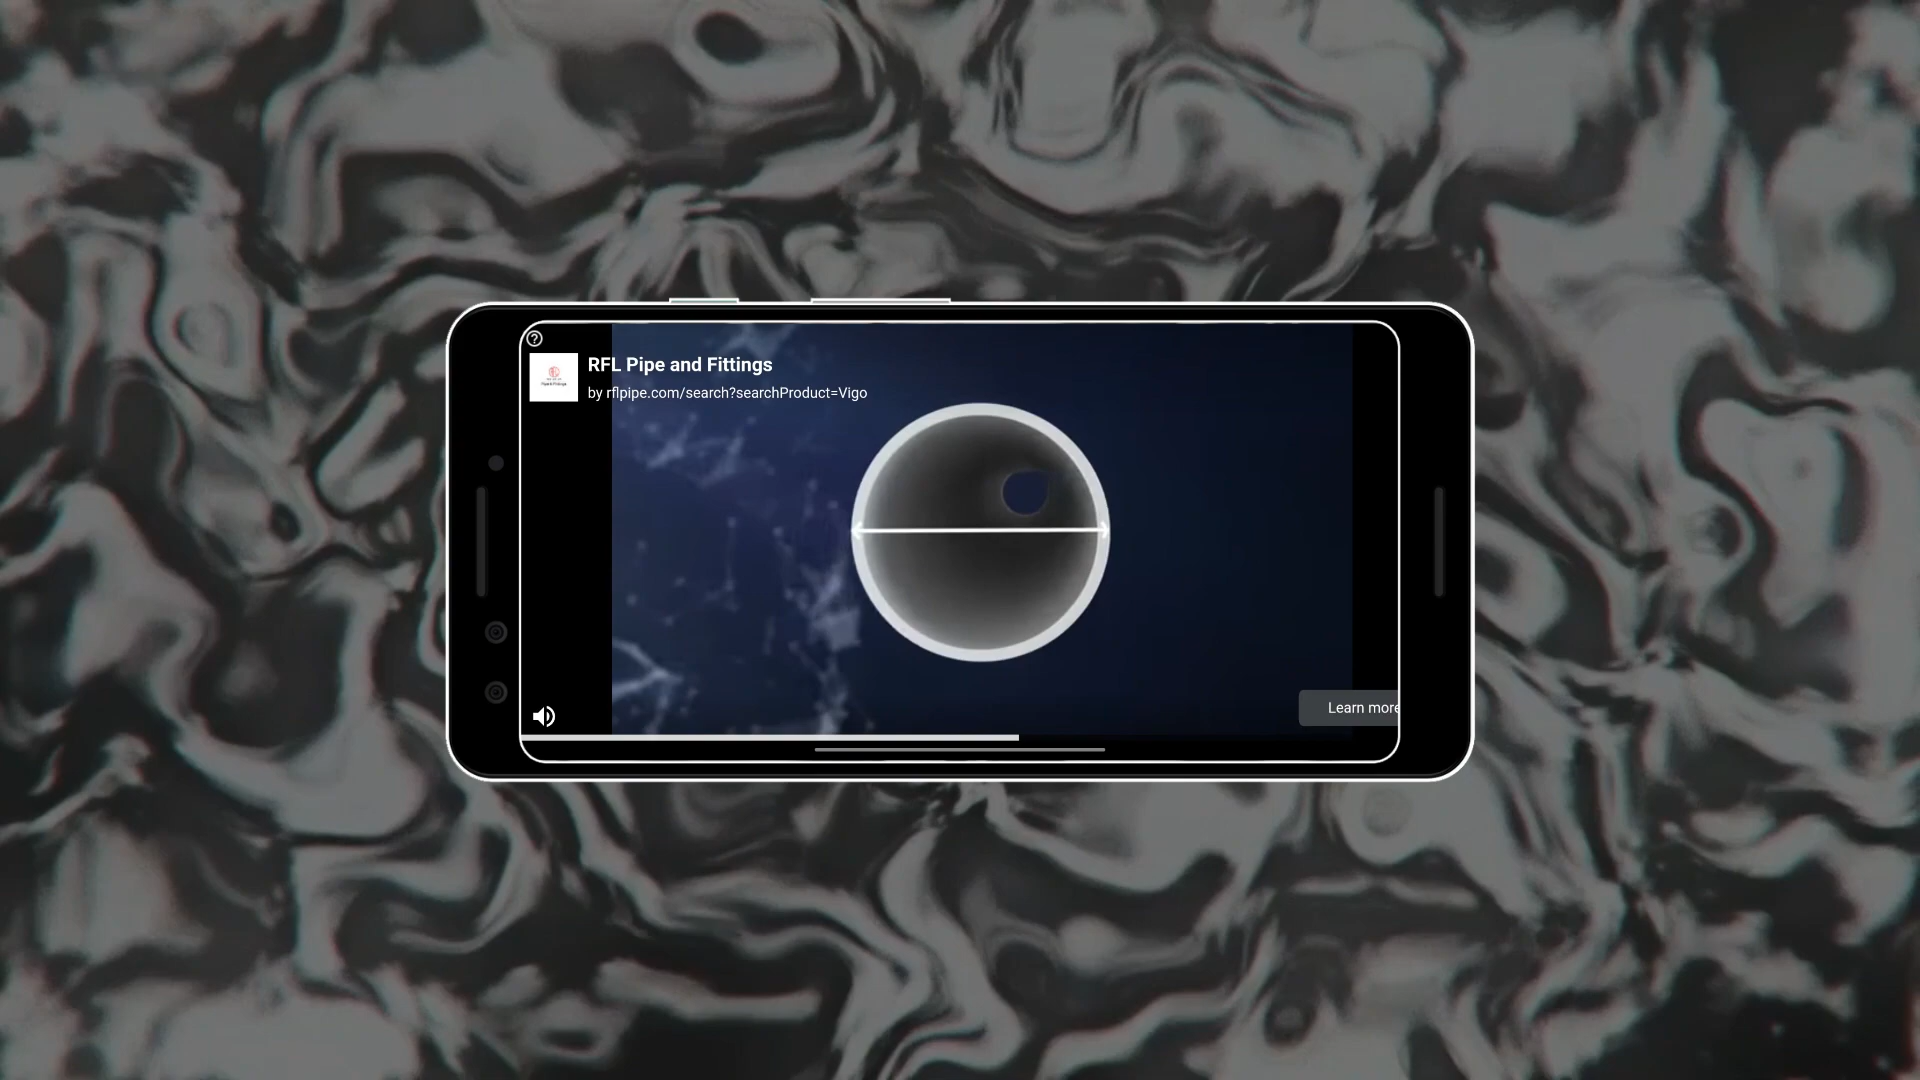 RFL Pipe and Fittings
by rflpipe.com/search?searchProduct=Vigo
Learn more